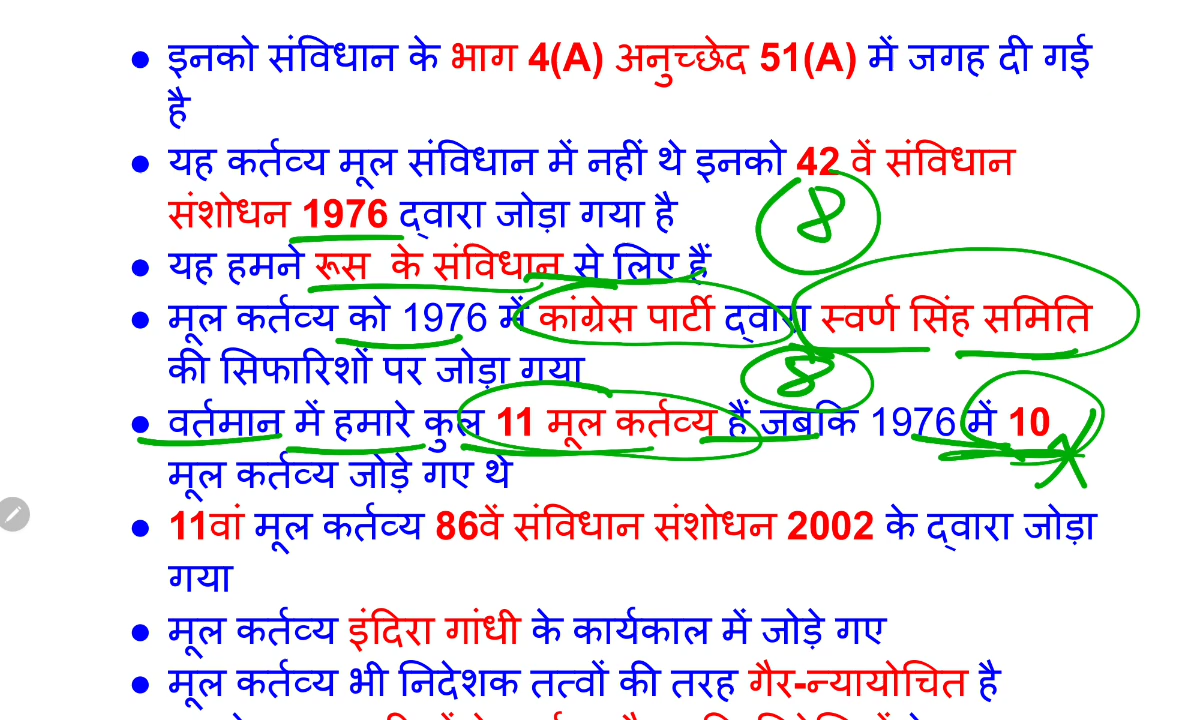 ● इनको संविधान के भाग 4(A) अनुच्छेद 51(A) में जगह दी गई
है
● यह कर्तव्य मूल संविधान में नहीं थे इनको 42 वें संविधान
संशोधन 1976 द्वारा जोड़ा गया है
8
● यह हमने रूस के संविधान से लिए हैं
● मूल कर्तव्य को 1976 में कांग्रेस पार्टी द्वारा स्वर्ण सिंह समिति
की सिफारिशों पर जोड़ा गया
8
● वर्तमान में हमारे कुल 11 मूल कर्तव्य हैं जबकि 1976 में 10
मूल कर्तव्य जोड़े गए थे
● 11वां मूल कर्तव्य 86वें संविधान संशोधन 2002 के द्वारा जोड़ा
गया
● मूल कर्तव्य इंदिरा गांधी के कार्यकाल में जोड़े गए
● मूल कर्तव्य भी निदेशक तत्वों की तरह गैर-न्यायोचित है